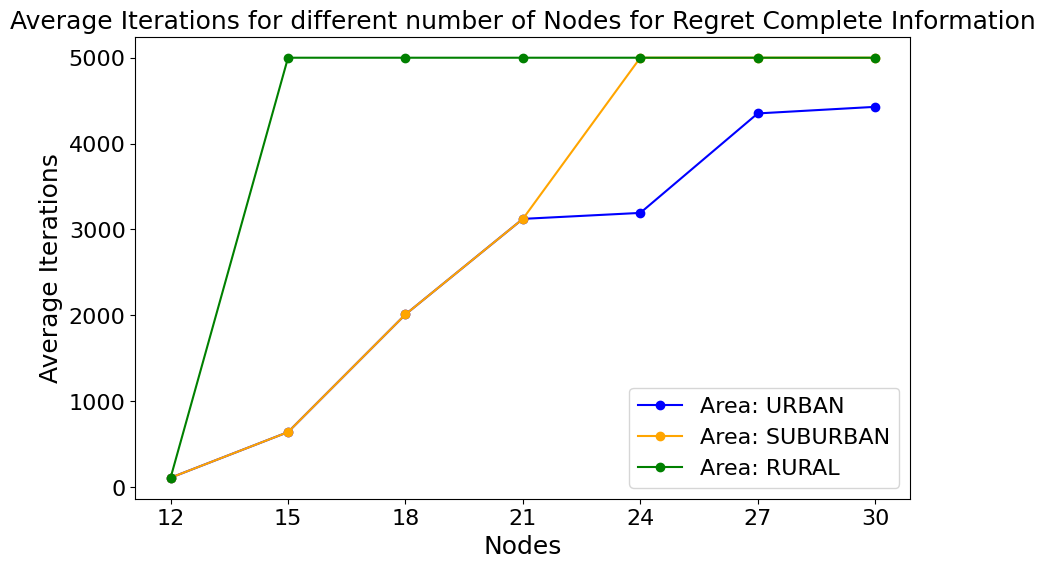 Average Iterations for different number of Nodes for Regret Complete Information
5000
4000
3000
2000
1000
0
Average Iterations
12 15 18 21 24 27 30
Nodes
Area: URBAN
Area: SUBURBAN
Area: RURAL